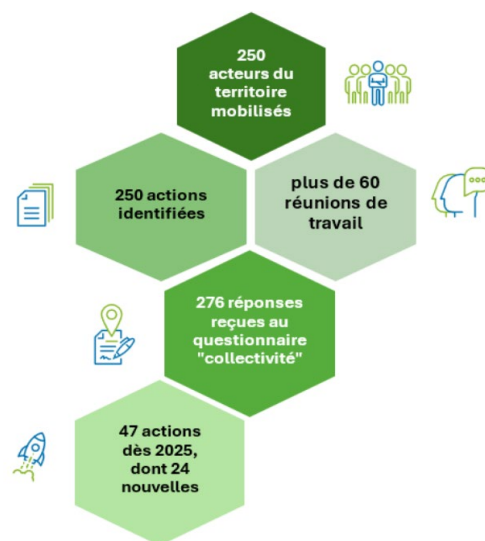 250
acteurs du
territoire
mobilisés
250 actions
identifiées
plus de 60
réunions de
travail
276 réponses
reçues au
questionnaire
"collectivité"
47 actions
dès 2025,
dont 24
nouvelles